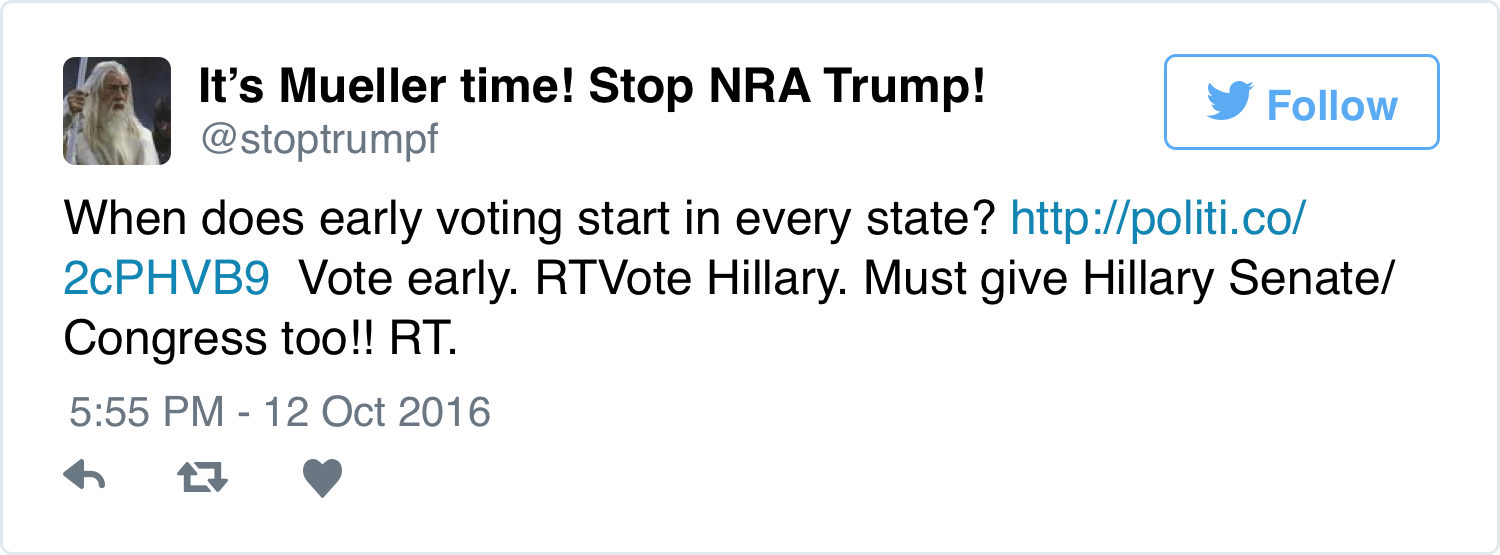 It’s Mueller time! Stop NRA Trump!
@stoptrumpf
Follow
When does early voting start in every state? http://politi.co/
2cPHVB9  Vote early. RTVote Hillary. Must give Hillary Senate/
Congress too!! RT.
5:55 PM - 12 Oct 2016